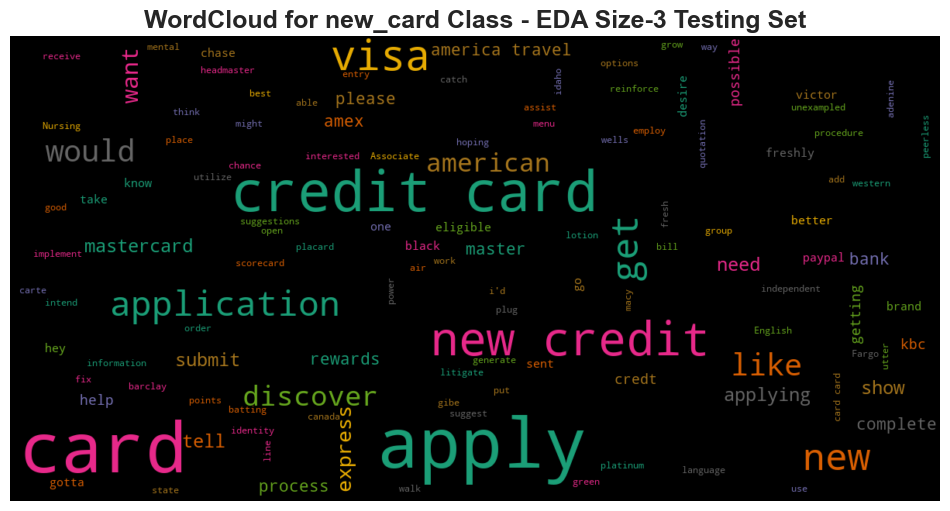 WordCloud for new_card Class - EDA Size-3 Testing Set
receive
mental
chase
visa
america travel
grow
way
headmaster
want
entry
catch
idaho
options
possible
best
able
please
reinforce
desire
victor
adenine
think
amex
assist
unexampled
Nursing
might
menu
employ
quotation
procedure
peerless
place
hoping
wells
would
chance
interested
Associate
american
freshly
know
utilize
credit card
add
western
take
good
suggestions
open
one
eligible
lotion
get
fresh
group
better
mastercard
placard
black
master
bill
implement
scorecard
air
work
need
paypal
bank
carte
intend
application
power
i'd
go
macy
independent
getting
brand
order
plug
English
hey
new credit
kbc
information
submit
rewards
generate
sent
like
Fargo
utter
fix
barclay
litigate
credt
show
help
points
discover
put
applying
card card
batting
gibe
canada
suggest
complete
card
tell
identity
line
express
apply
new
gotta
platinum
language
state
process
walk
green
use